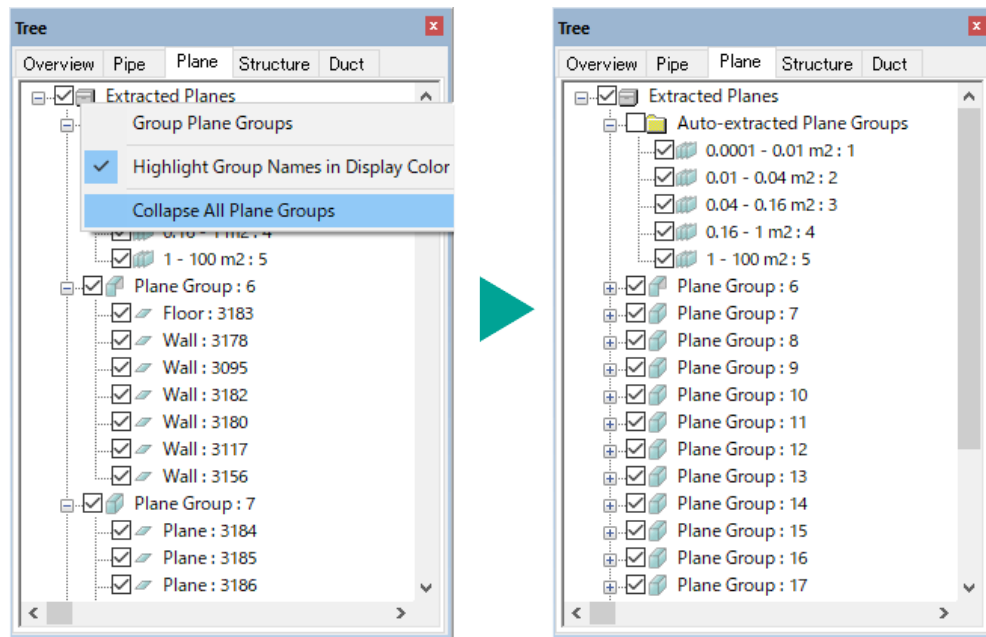 Tree
Overview Pipe Plane Structure Duct
Extracted Planes
Group Plane Groups
Highlight Group Names in Display Color
Collapse All Plane Groups
0.16 - 1 m2 : 4
1 - 100 m2 : 5
Plane Group : 6
Floor : 3183
Wall : 3178
Wall : 3095
Wall : 3182
Wall : 3180
Wall : 3117
Wall : 3156
Plane Group : 7
Plane : 3184
Plane : 3185
Plane : 3186
Tree
Overview Pipe Plane Structure Duct
Extracted Planes
Auto-extracted Plane Groups
0.0001 - 0.01 m2 : 1
0.01 - 0.04 m2 : 2
0.04 - 0.16 m2 : 3
0.16 - 1 m2 : 4
1 - 100 m2 : 5
Plane Group : 6
Plane Group : 7
Plane Group : 8
Plane Group : 9
Plane Group : 10
Plane Group : 11
Plane Group : 12
Plane Group : 13
Plane Group : 14
Plane Group : 15
Plane Group : 16
Plane Group : 17